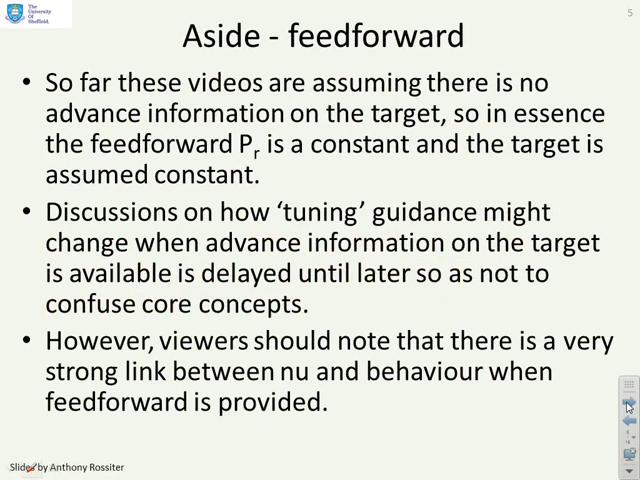 The
University
Of
Sheffield.
5
Aside - feedforward
• So far these videos are assuming there is no
advance information on the target, so in essence
the feedforward Pr is a constant and the target is
assumed constant.
• Discussions on how ‘tuning’ guidance might
change when advance information on the target
is available is delayed until later so as not to
confuse core concepts.
• However, viewers should note that there is a very
strong link between nu and behaviour when
feedforward is provided.
Slides by Anthony Rossiter